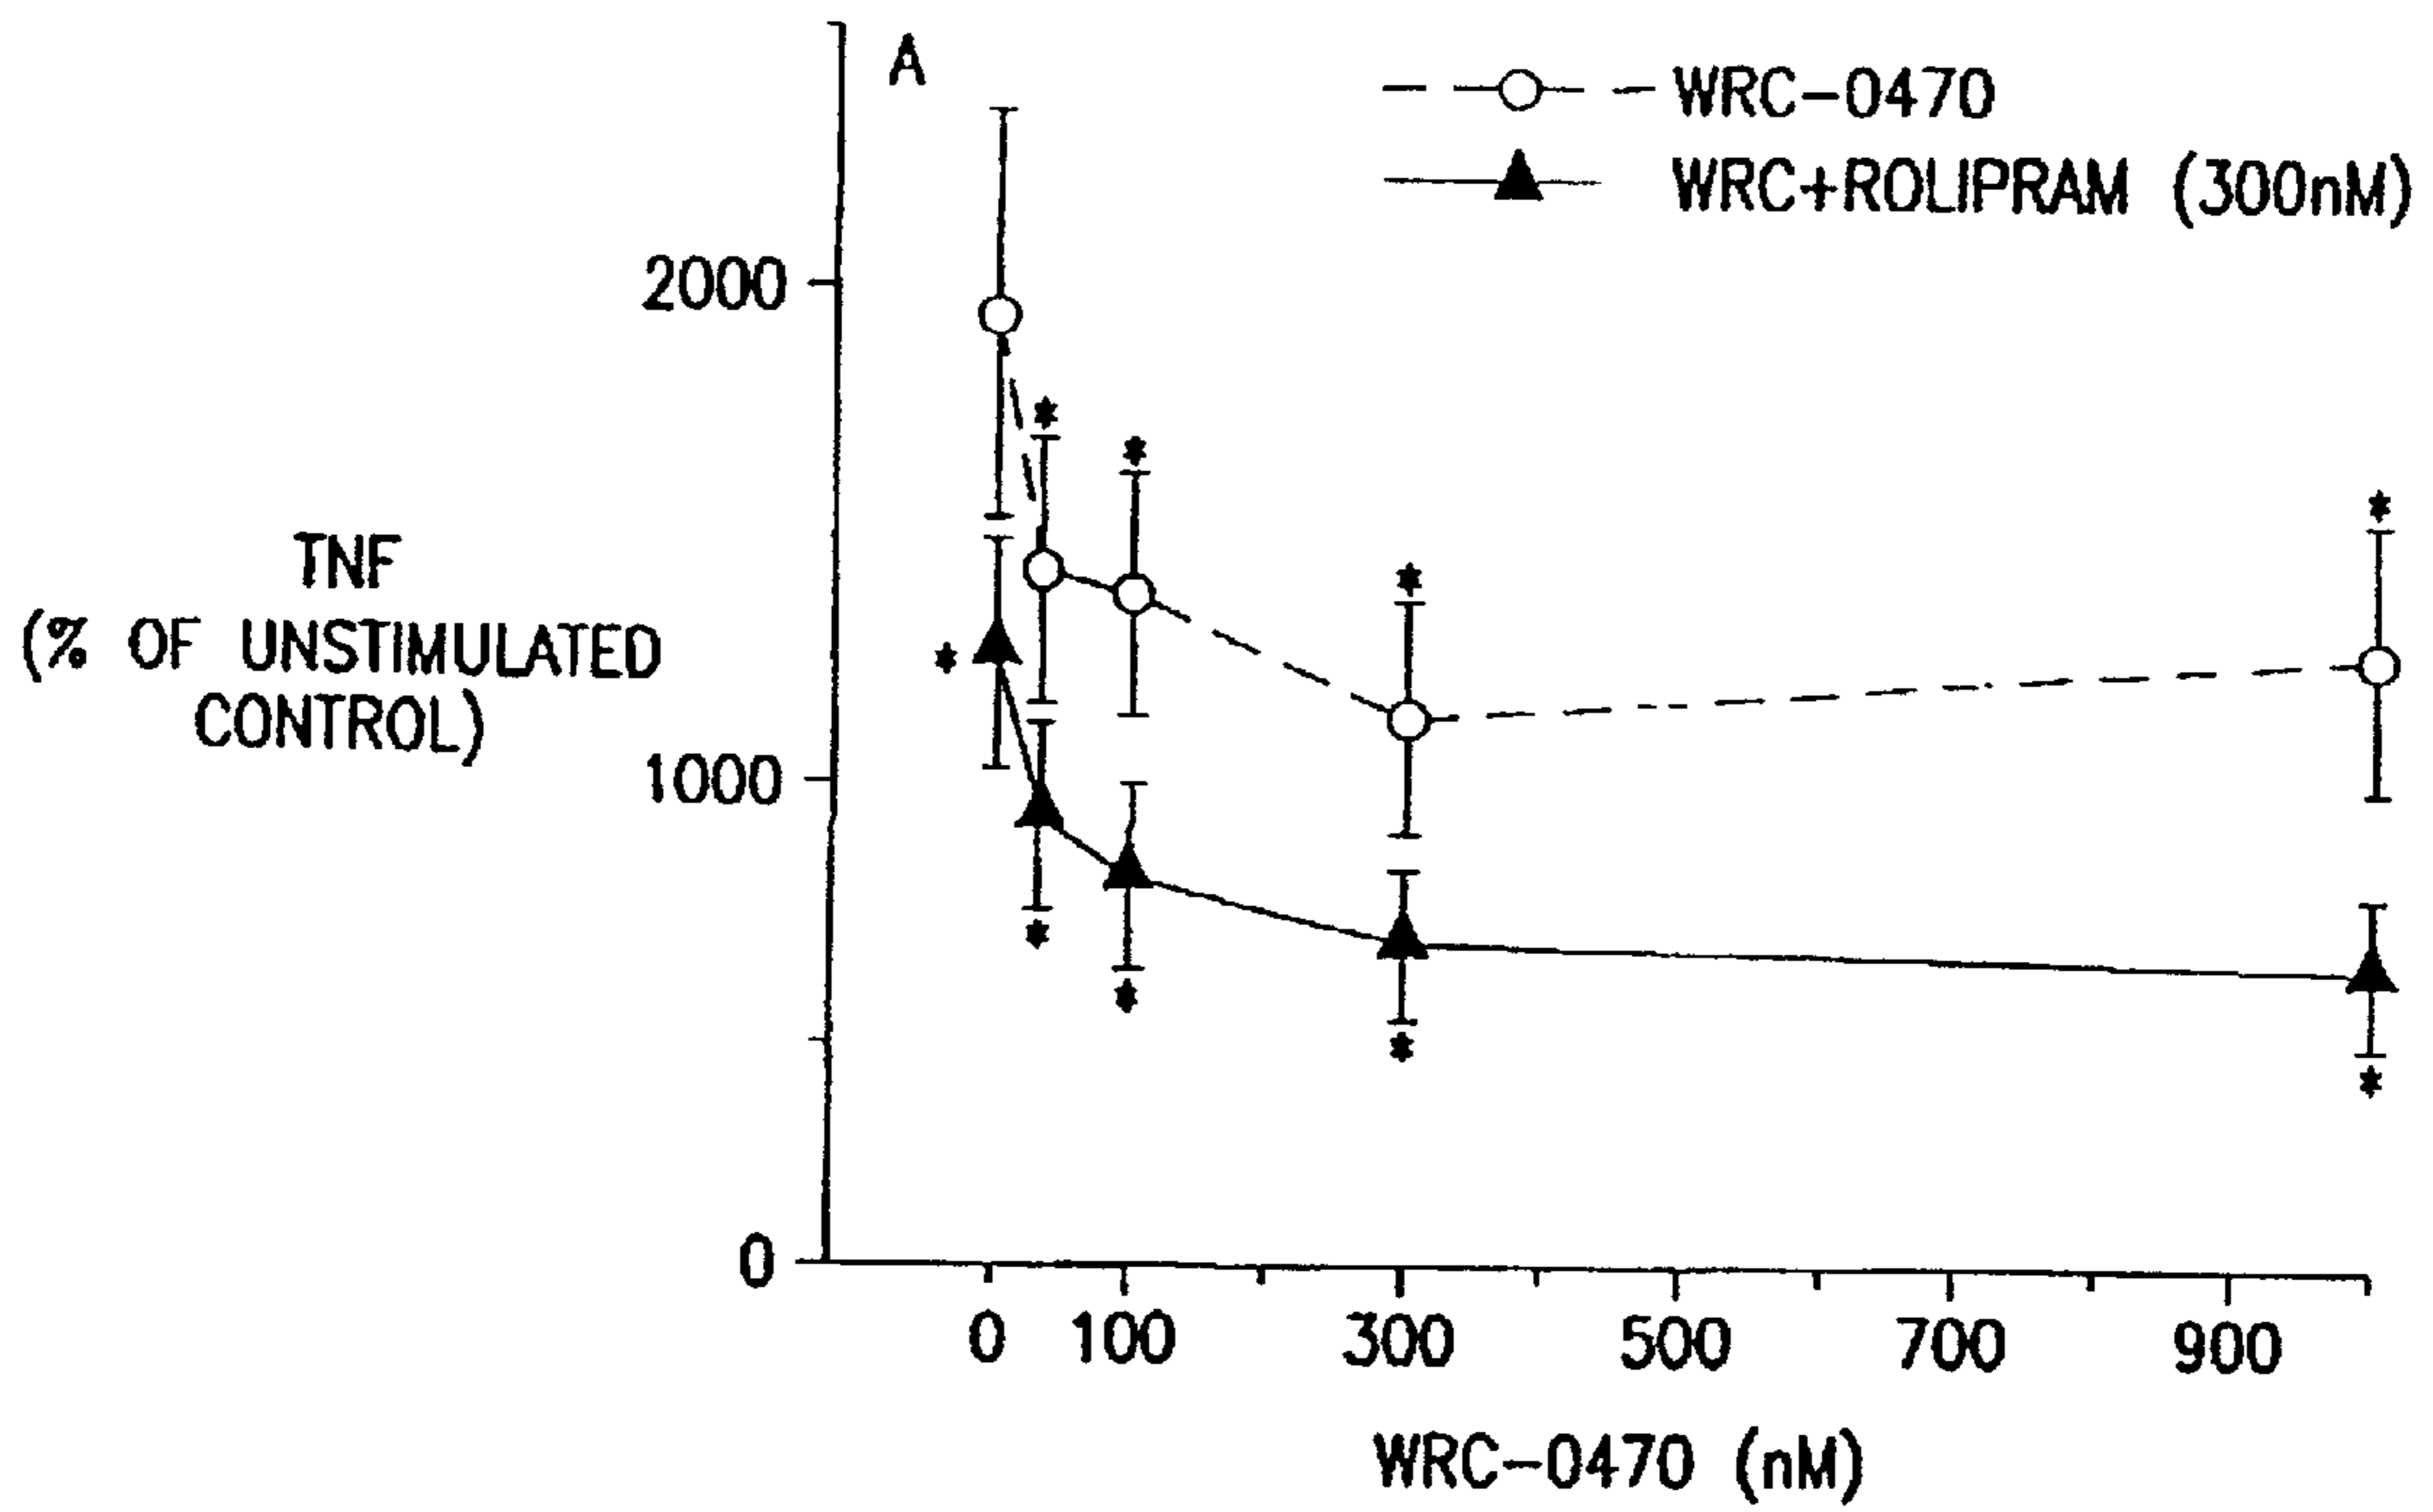 A
WRC-0470
WRC+ROLIPRAM (300nM)
2000
*
*
*
*
TNF
(% OF UNSTIMULATED
CONTROL)
*
1000
*
*
*
*
0
0 100 300 500 700 900
WRC-0470 (nM)